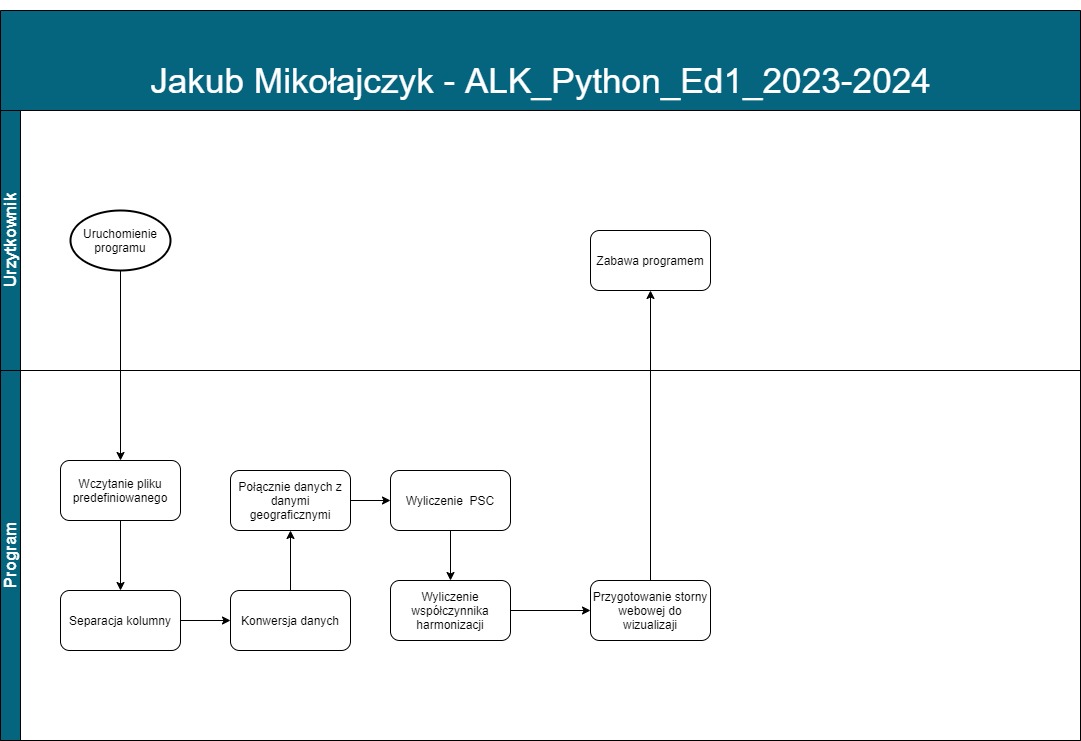 Jakub Mikołajczyk - ALK_Python_Ed1_2023-2024
Urzytkownik
Uruchomienie
programu
Zabawa programem
Program
Wczytanie pliku
predefiniowanego
Separacja kolumny
Konwersja danych
Połącznie danych z
danymi
geograficznymi
Wyliczenie  PSC
Wyliczenie
współczynnika
harmonizacji
Przygotowanie storny
webowej do
wizualizaji